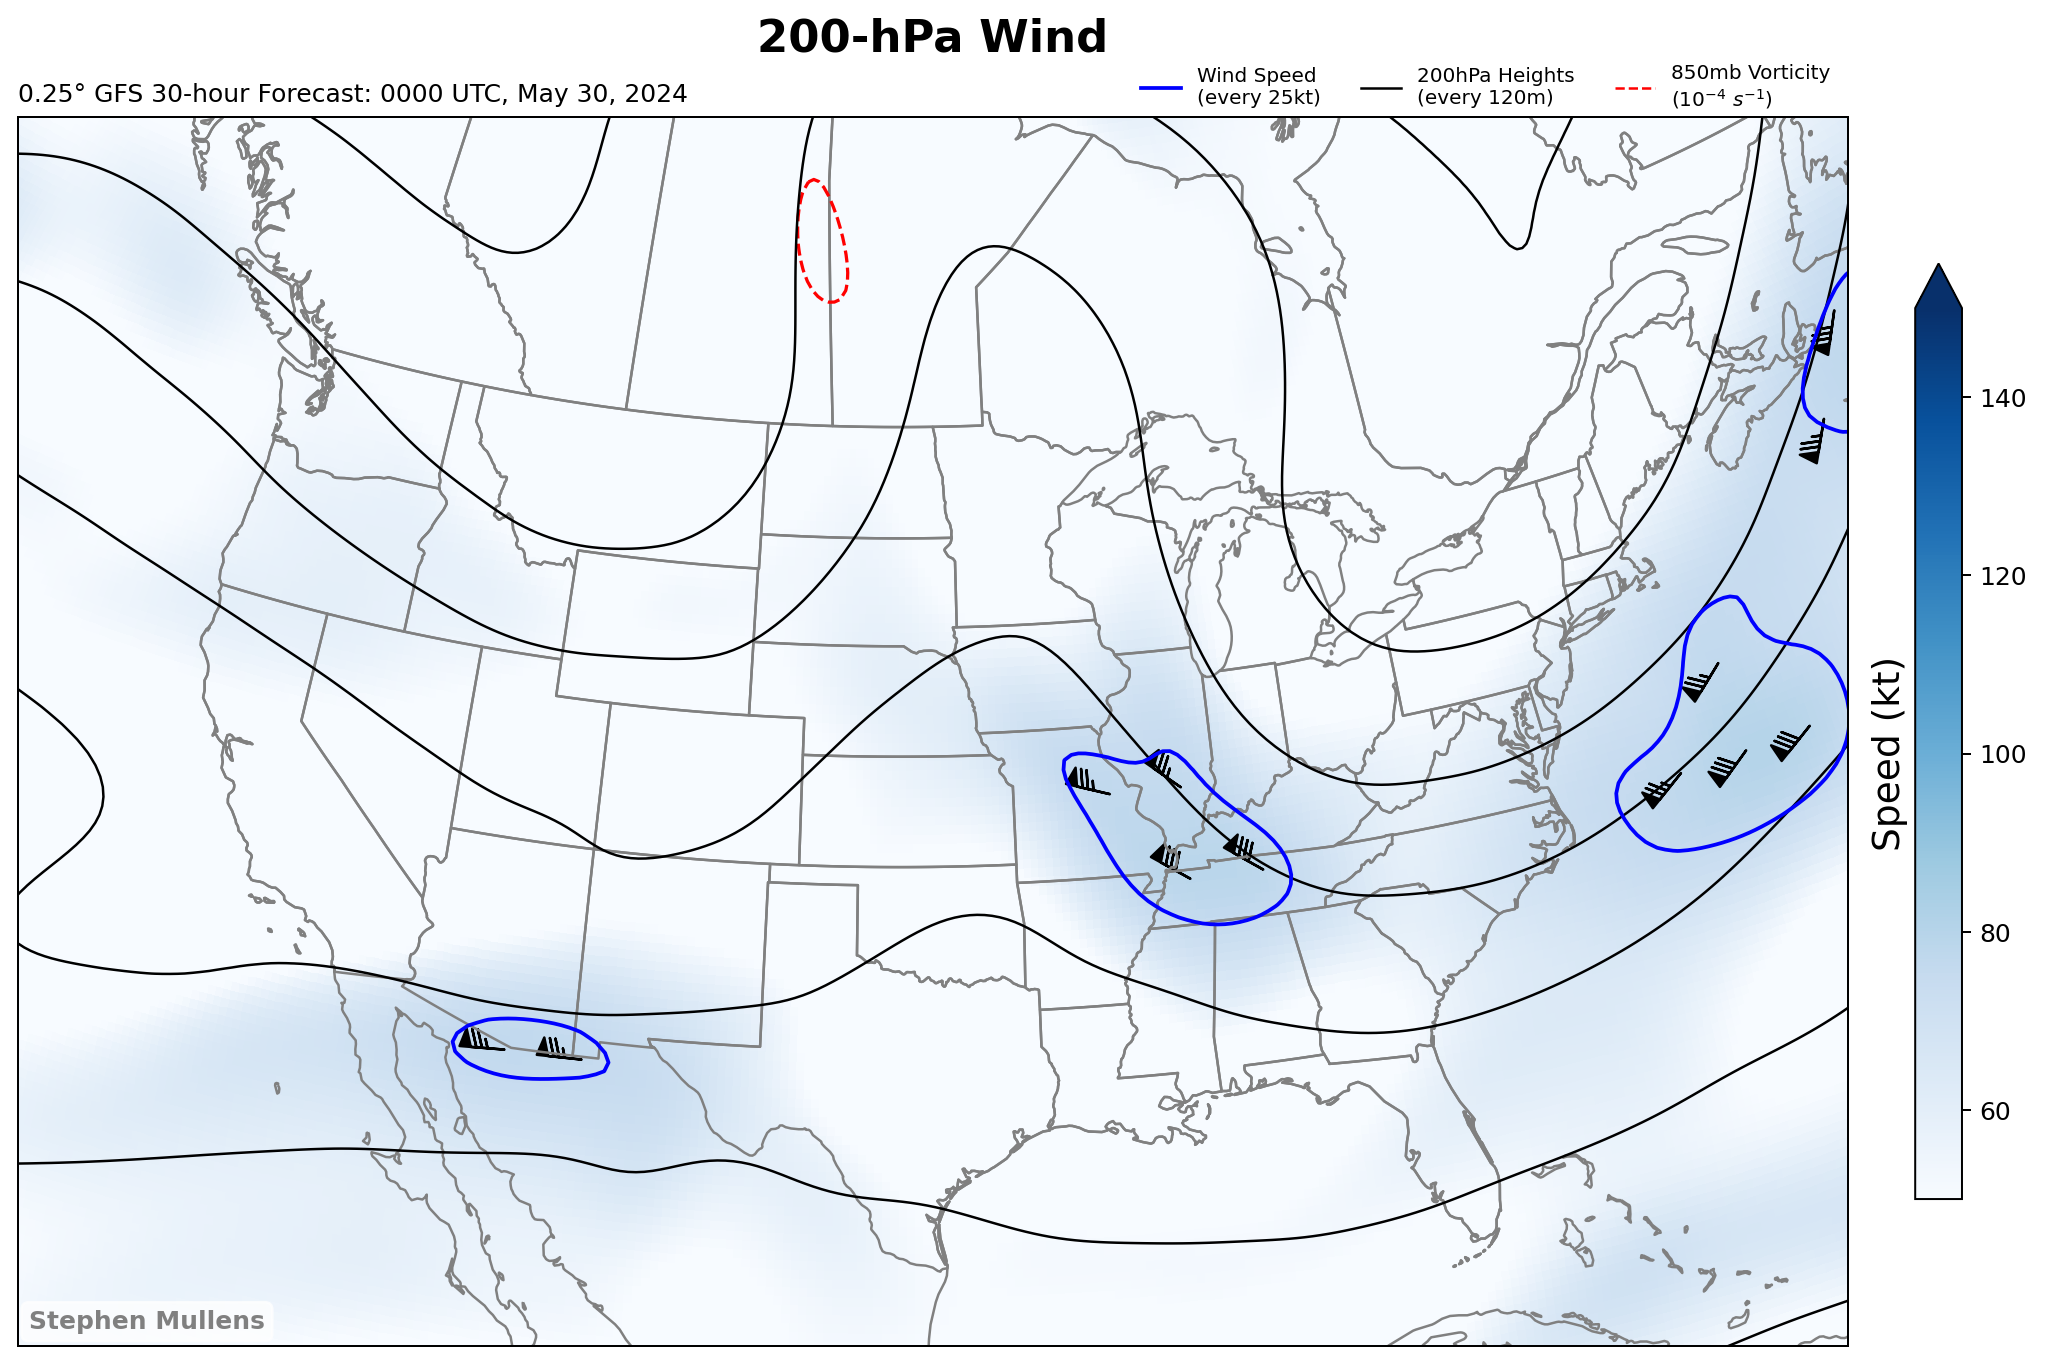 200-hPa Wind
0.25° GFS 30-hour Forecast: 0000 UTC, May 30, 2024
Wind Speed
(every 25kt)
200hPa Heights
(every 120m)
850mb Vorticity
(10⁻⁴ s⁻¹)
140
120
100
80
60
Speed (kt)
Stephen Mullens